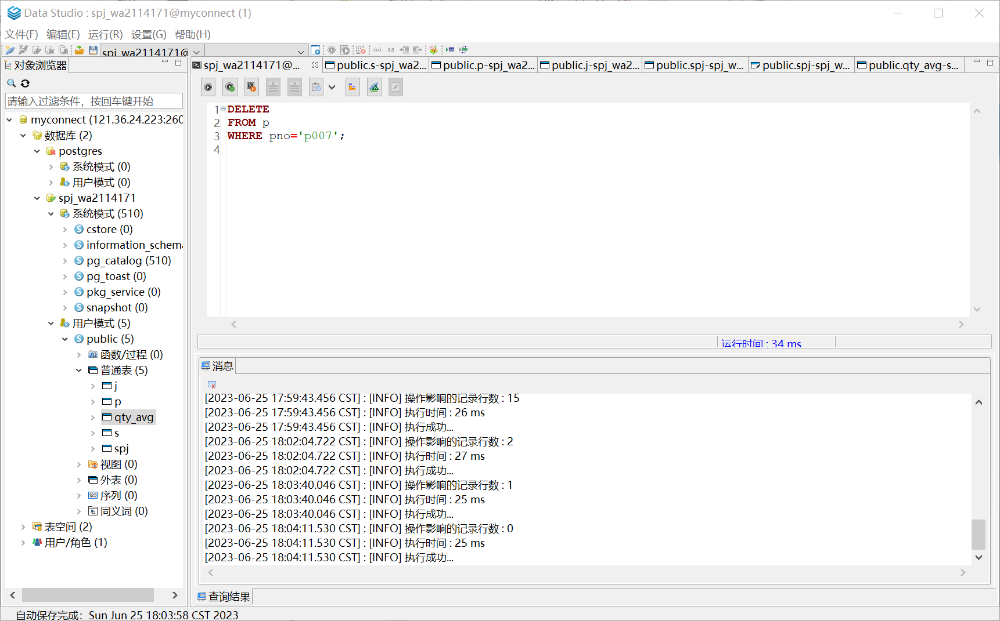 Data Studio : spj_wa2114171@myconnect (1)
文件(F) 编辑(E) 运行(R) 设置(G) 帮助(H)
spj_wa2114171@
对象浏览器
请输入过滤条件，按回车键开始
myconnect (121.36.24.223:260
数据库 (2)
postgres
系统模式 (0)
用户模式 (0)
spj_wa2114171
系统模式 (510)
cstore (0)
information_schema
pg_catalog (510)
pg_toast (0)
pkg_service (0)
snapshot (0)
用户模式 (5)
public (5)
函数/过程 (0)
普通表 (5)
j
p
qty_avg
s
spj
视图 (0)
外表 (0)
序列 (0)
同义词 (0)
表空间 (2)
用户/角色 (1)
spj_wa2114171@... public.s-spj_wa2... public.p-spj_wa2... public.j-spj_wa2... public.spj-spj_w... public.spj-spj_w... public.qty_avg-s...
1 DELETE
2 FROM p
3 WHERE pno='p007';
4
运行时间 : 34 ms
消息
[2023-06-25 17:59:43.456 CST] : [INFO] 操作影响的记录行数 : 15
[2023-06-25 17:59:43.456 CST] : [INFO] 执行时间 : 26 ms
[2023-06-25 17:59:43.456 CST] : [INFO] 执行成功...
[2023-06-25 18:02:04.722 CST] : [INFO] 操作影响的记录行数 : 2
[2023-06-25 18:02:04.722 CST] : [INFO] 执行时间 : 27 ms
[2023-06-25 18:02:04.722 CST] : [INFO] 执行成功...
[2023-06-25 18:03:40.046 CST] : [INFO] 操作影响的记录行数 : 1
[2023-06-25 18:03:40.046 CST] : [INFO] 执行时间 : 25 ms
[2023-06-25 18:03:40.046 CST] : [INFO] 执行成功...
[2023-06-25 18:04:11.530 CST] : [INFO] 操作影响的记录行数 : 0
[2023-06-25 18:04:11.530 CST] : [INFO] 执行时间 : 25 ms
[2023-06-25 18:04:11.530 CST] : [INFO] 执行成功...
查询结果
自动保存完成：Sun Jun 25 18:03:58 CST 2023